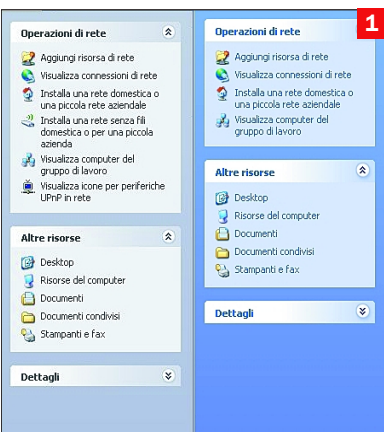 Operazioni di rete
Aggiungi risorsa di rete
Visualizza connessioni di rete
Installa una rete domestica o
una piccola rete aziendale
Installa una rete senza fili
domestica o per una piccola
azienda
Visualizza computer del
gruppo di lavoro
Visualizza icone per periferiche
UPnP in rete
Altre risorse
Desktop
Risorse del computer
Documenti
Documenti condivisi
Stampanti e fax
Dettagli
1
Operazioni di rete
Aggiungi risorsa di rete
Visualizza connessioni di rete
Installa una rete domestica o
una piccola rete aziendale
Visualizza computer del
gruppo di lavoro
Altre risorse
Desktop
Risorse del computer
Documenti
Documenti condivisi
Stampanti e fax
Dettagli